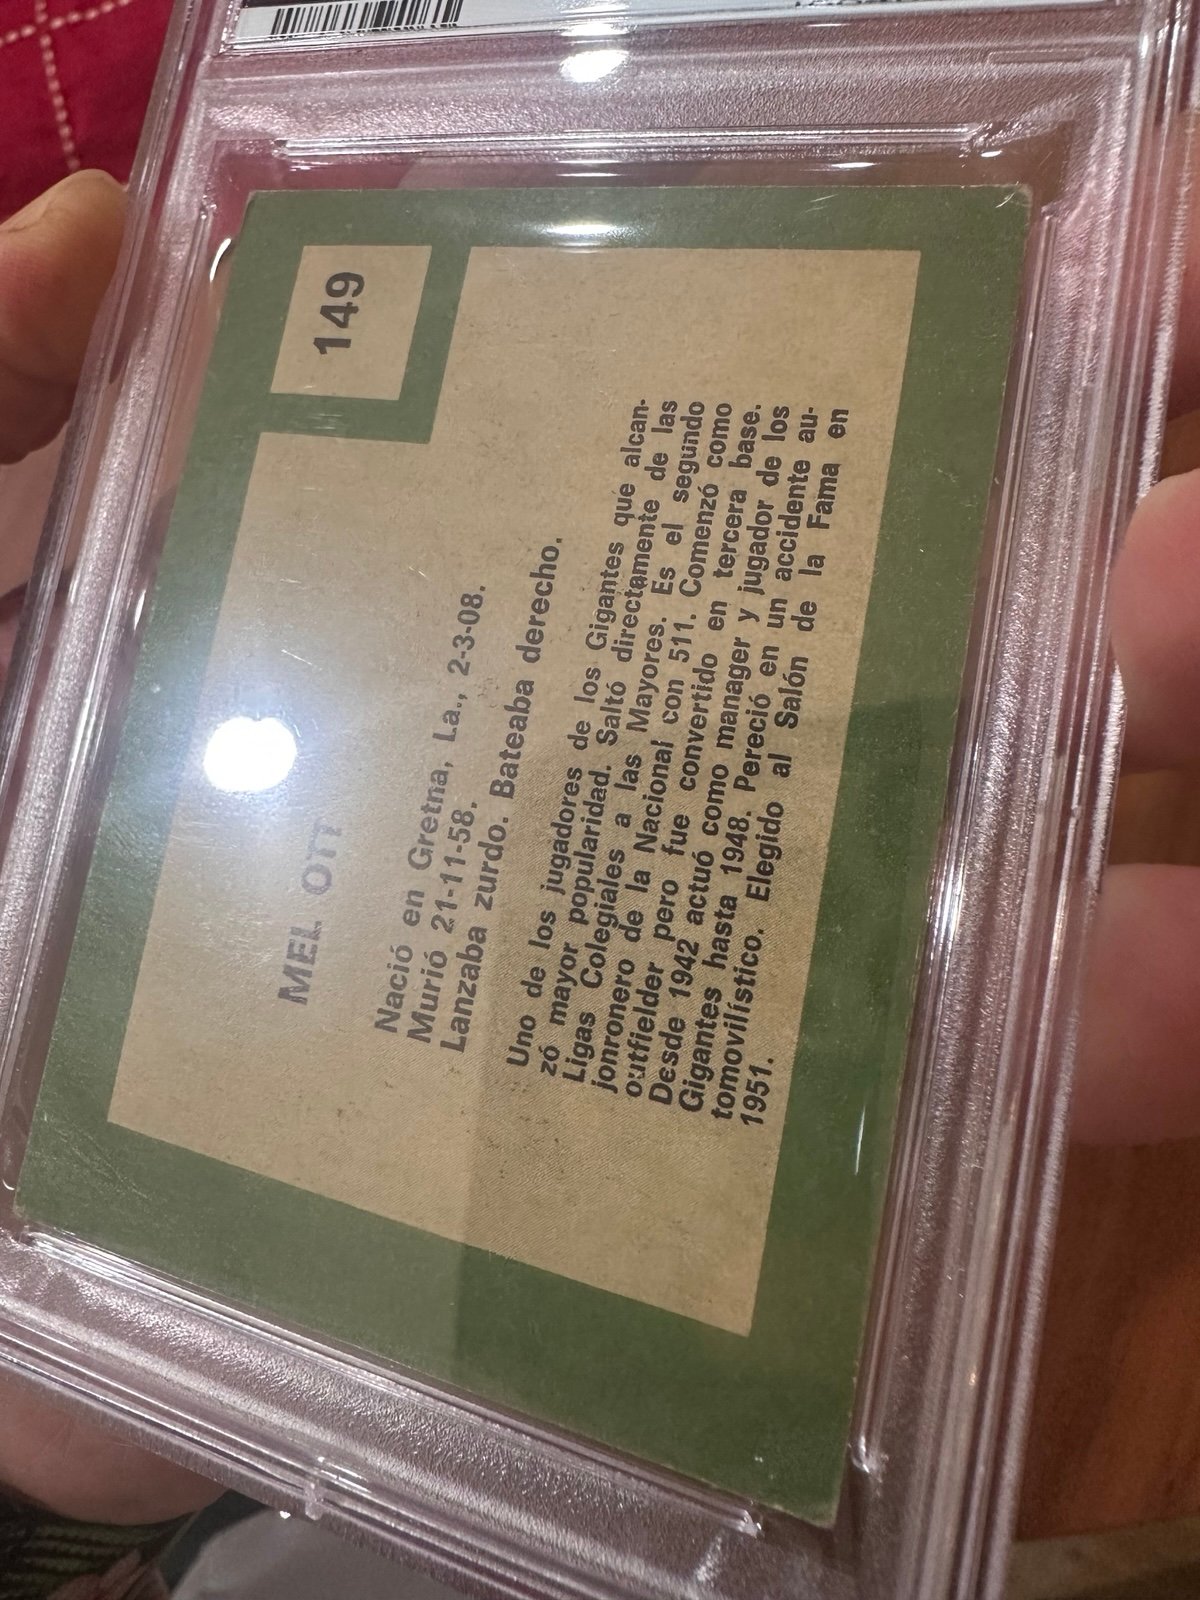 149
MEL OTT
Nació en Gretna, La., 2-3-08.
Murió 21-11-58.
Lanzaba zurdo. Bateaba derecho.
Uno de los jugadores de los Gigantes que alcan-
zó mayor popularidad. Saltó directamente de las
Ligas Colegiales a las Mayores. Es el segundo
jonronero de la Nacional con 511. Comenzó como
outfielder pero fue convertido en tercera base.
Desde 1942 actuó como manager y jugador de los
Gigantes hasta 1948. Pereció en un accidente au-
tomovilístico. Elegido al Salón de la Fama en
1951.